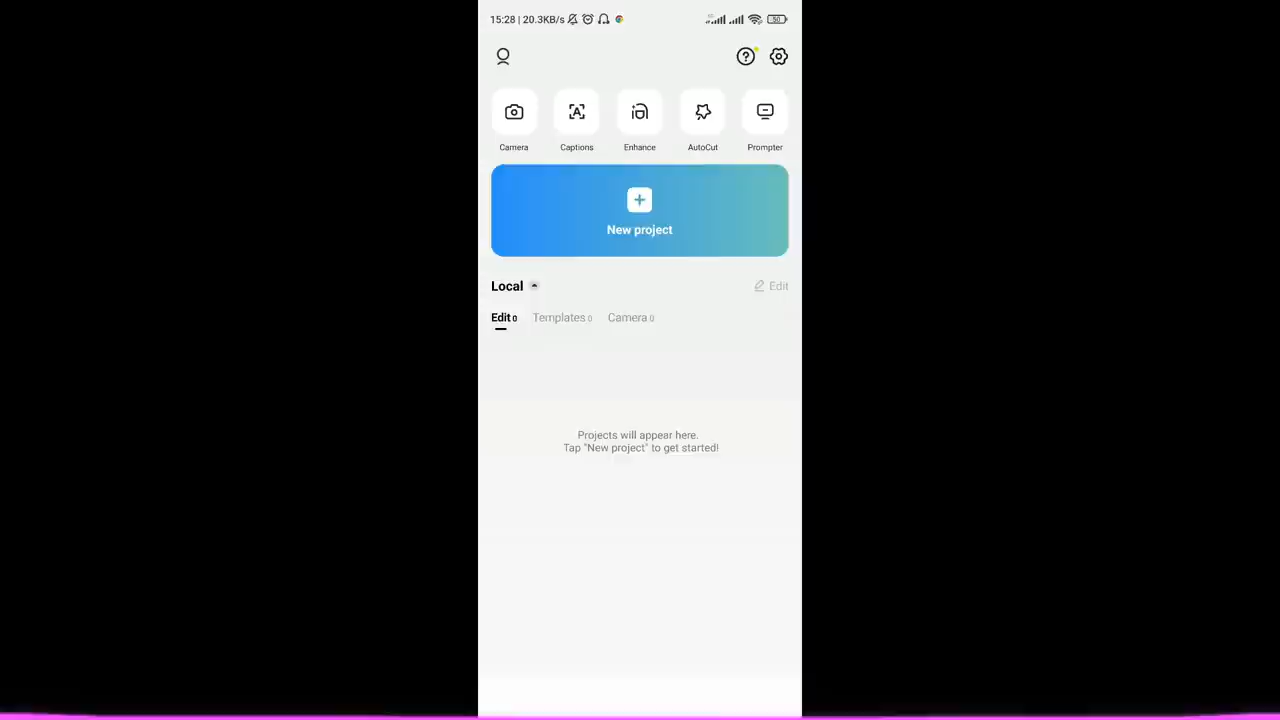 15:28 | 20.3KB/s
50
Camera Captions Enhance AutoCut Prompter
New project
Local Edit
Edit 0 Templates 0 Camera 0
Projects will appear here.
Tap "New project" to get started!